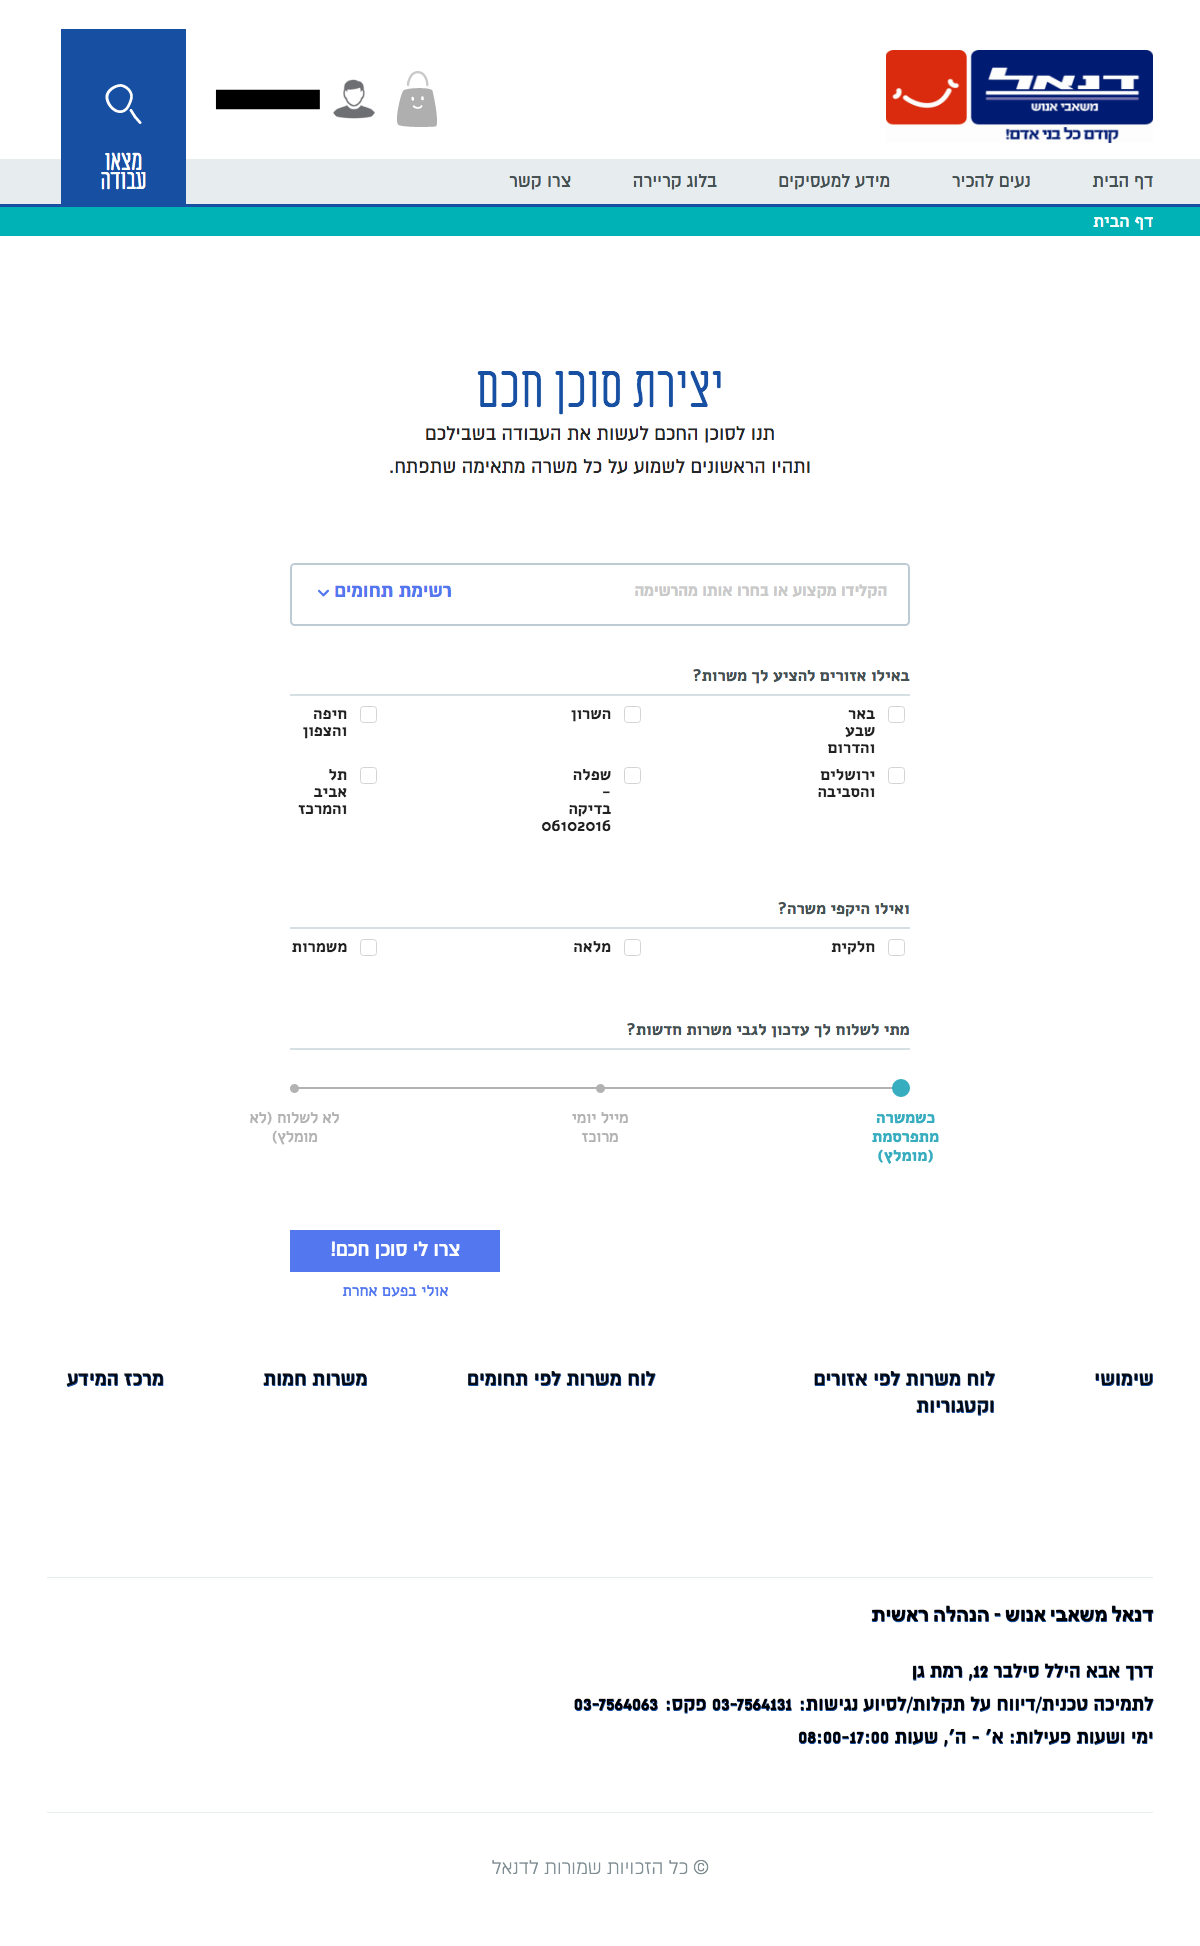 דנאל
משאבי אנוש
קודם כל בני אדם!
מצאו
עבודה
דף הבית
נעים להכיר
מידע למעסיקים
בלוג קריירה
צרו קשר
דף הבית
יצירת סוכן חכם
תנו לסוכן החכם לעשות את העבודה בשבילכם
ותהיו הראשונים לשמוע על כל משרה מתאימה שתפתח.
הקלידו מקצוע או בחרו אותו מהרשימה
רשימת תחומים
באילו אזורים להציע לך משרות?
באר
שבע
והדרום
השרון
חיפה
והצפון
ירושלים
והסביבה
שפלה
-
בדיקה
06102016
תל
אביב
והמרכז
ואילו היקפי משרה?
חלקית
מלאה
משמרות
מתי לשלוח לך עדכון לגבי משרות חדשות?
כשמשרה
מתפרסמת
(מומלץ)
מייל יומי
מרוכז
לא לשלוח (לא
מומלץ)
צרו לי סוכן חכם!
אולי בפעם אחרת
שימושי
לוח משרות לפי אזורים
וקטגוריות
לוח משרות לפי תחומים
משרות חמות
מרכז המידע
דנאל משאבי אנוש - הנהלה ראשית
דרך אבא הילל סילבר 12, רמת גן
לתמיכה טכנית/דיווח על תקלות/לסיוע נגישות: 03-7564131 פקס: 03-7564063
ימי ושעות פעילות: א' - ה', שעות 08:00-17:00
© כל הזכויות שמורות לדנאל